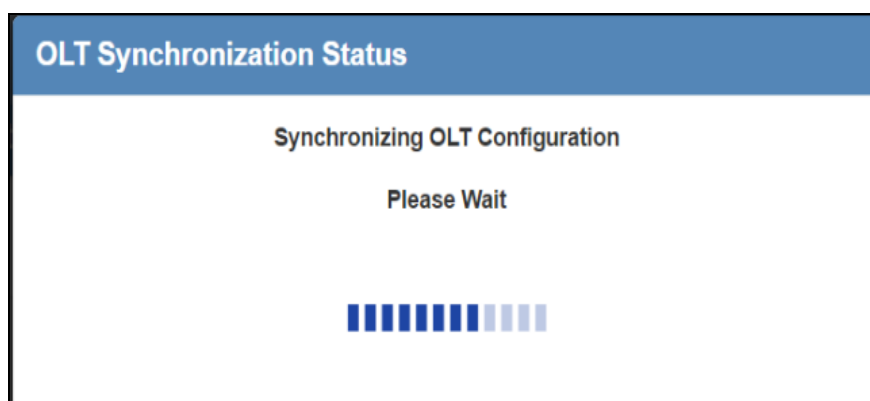 OLT Synchronization Status
Synchronizing OLT Configuration
Please Wait